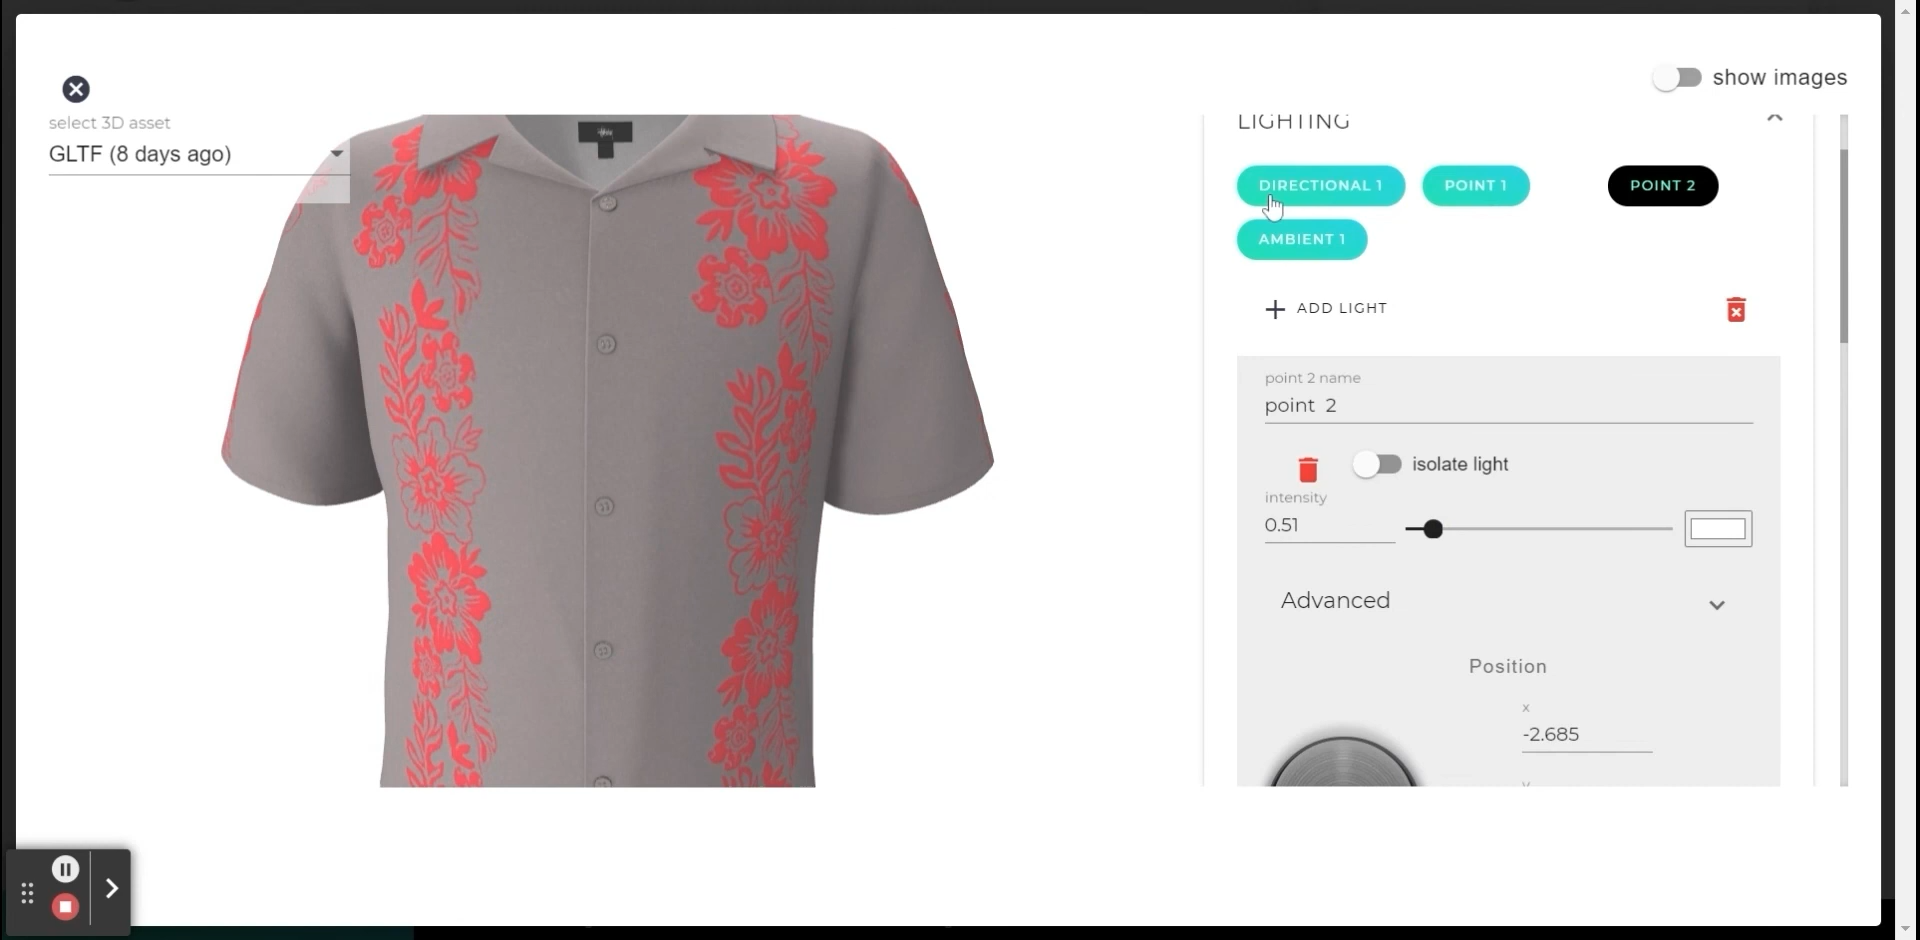 show images
select 3D asset
GLTF (8 days ago)
LIGHTING
DIRECTIONAL 1
POINT 1
POINT 2
AMBIENT 1
ADD LIGHT
point 2 name
point 2
isolate light
intensity
0.51
Advanced
Position
x
-2.685